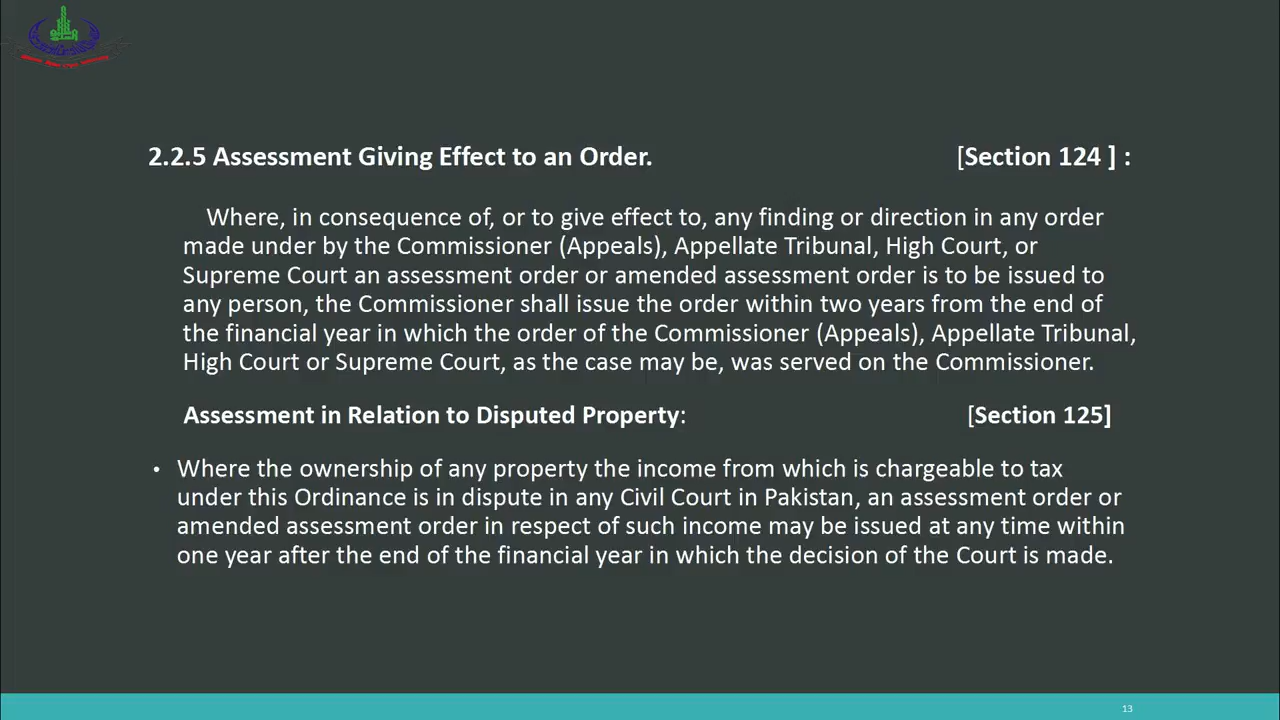 2.2.5 Assessment Giving Effect to an Order. [Section 124 ] :
Where, in consequence of, or to give effect to, any finding or direction in any order
made under by the Commissioner (Appeals), Appellate Tribunal, High Court, or
Supreme Court an assessment order or amended assessment order is to be issued to
any person, the Commissioner shall issue the order within two years from the end of
the financial year in which the order of the Commissioner (Appeals), Appellate Tribunal,
High Court or Supreme Court, as the case may be, was served on the Commissioner.
Assessment in Relation to Disputed Property: [Section 125]
• Where the ownership of any property the income from which is chargeable to tax
under this Ordinance is in dispute in any Civil Court in Pakistan, an assessment order or
amended assessment order in respect of such income may be issued at any time within
one year after the end of the financial year in which the decision of the Court is made.
13